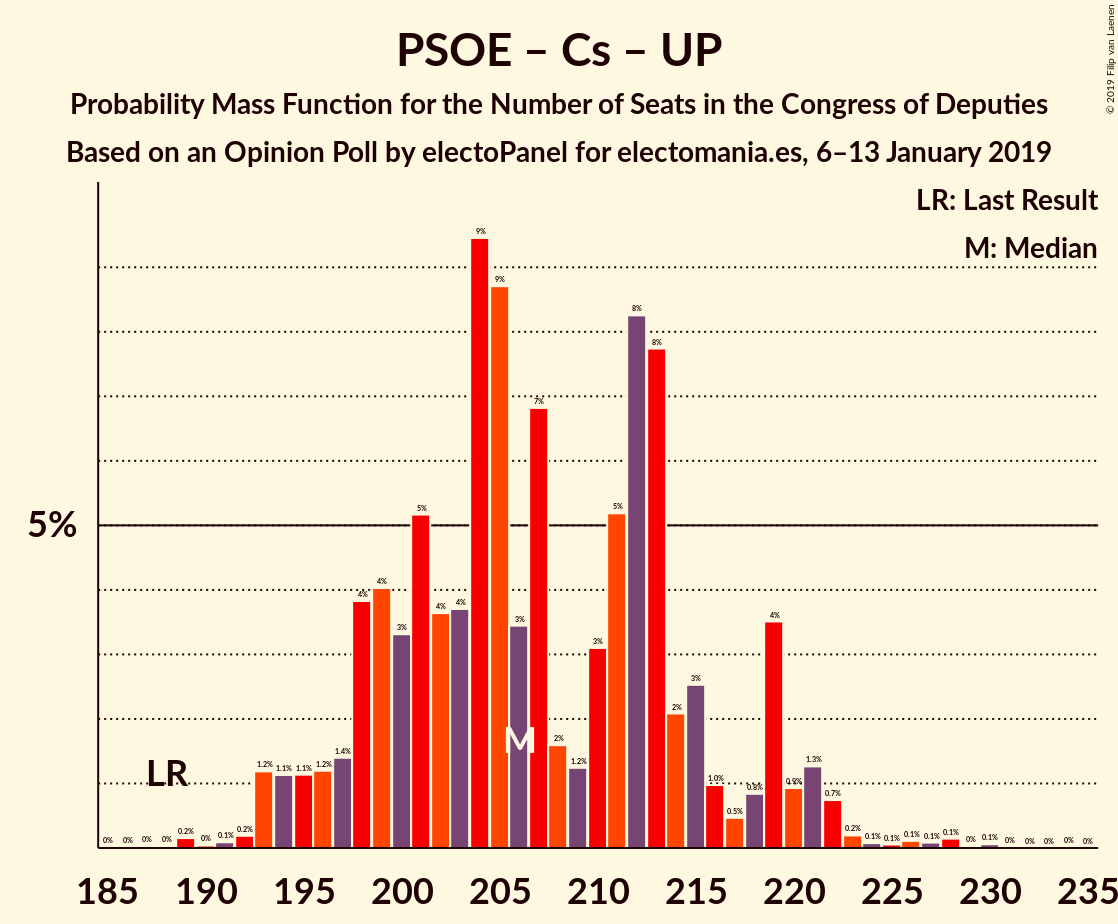 PSOE – Cs – UP
Probability Mass Function for the Number of Seats in the Congress of Deputies
Based on an Opinion Poll by electoPanel for electomania.es, 6–13 January 2019
© 2019 Filip van Laenen
LR: Last Result
M: Median
5%
0% 0% 0% 0% 0.2% 0% 0.1% 0.2% 1.2% 1.1% 1.1% 1.2% 1.4% 4% 4% 3% 5% 4% 4% 9% 9% 3% 7% 2% 1.2% 3% 5% 8% 8% 2% 3% 1.0% 0.5% 0.8% 4% 0.9% 1.3% 0.7% 0.2% 0.1% 0.1% 0.1% 0.1% 0.1% 0% 0.1% 0% 0% 0% 0% 0%
LR
M
185 190 195 200 205 210 215 220 225 230 235